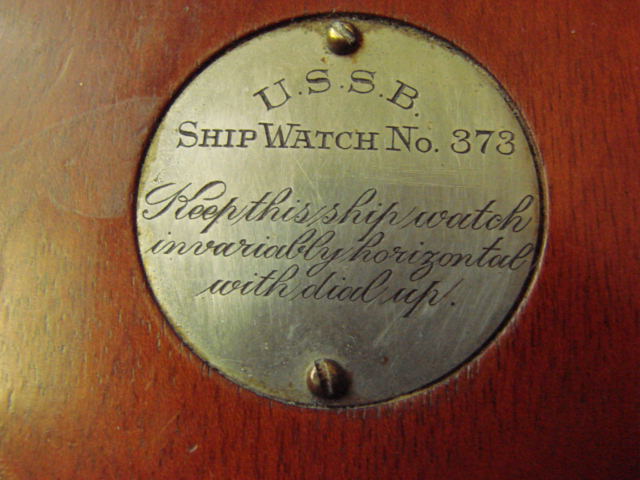 U.S.S.B.
SHIP WATCH No. 373
Keep this ship watch
invariably horizontal
with dial up.